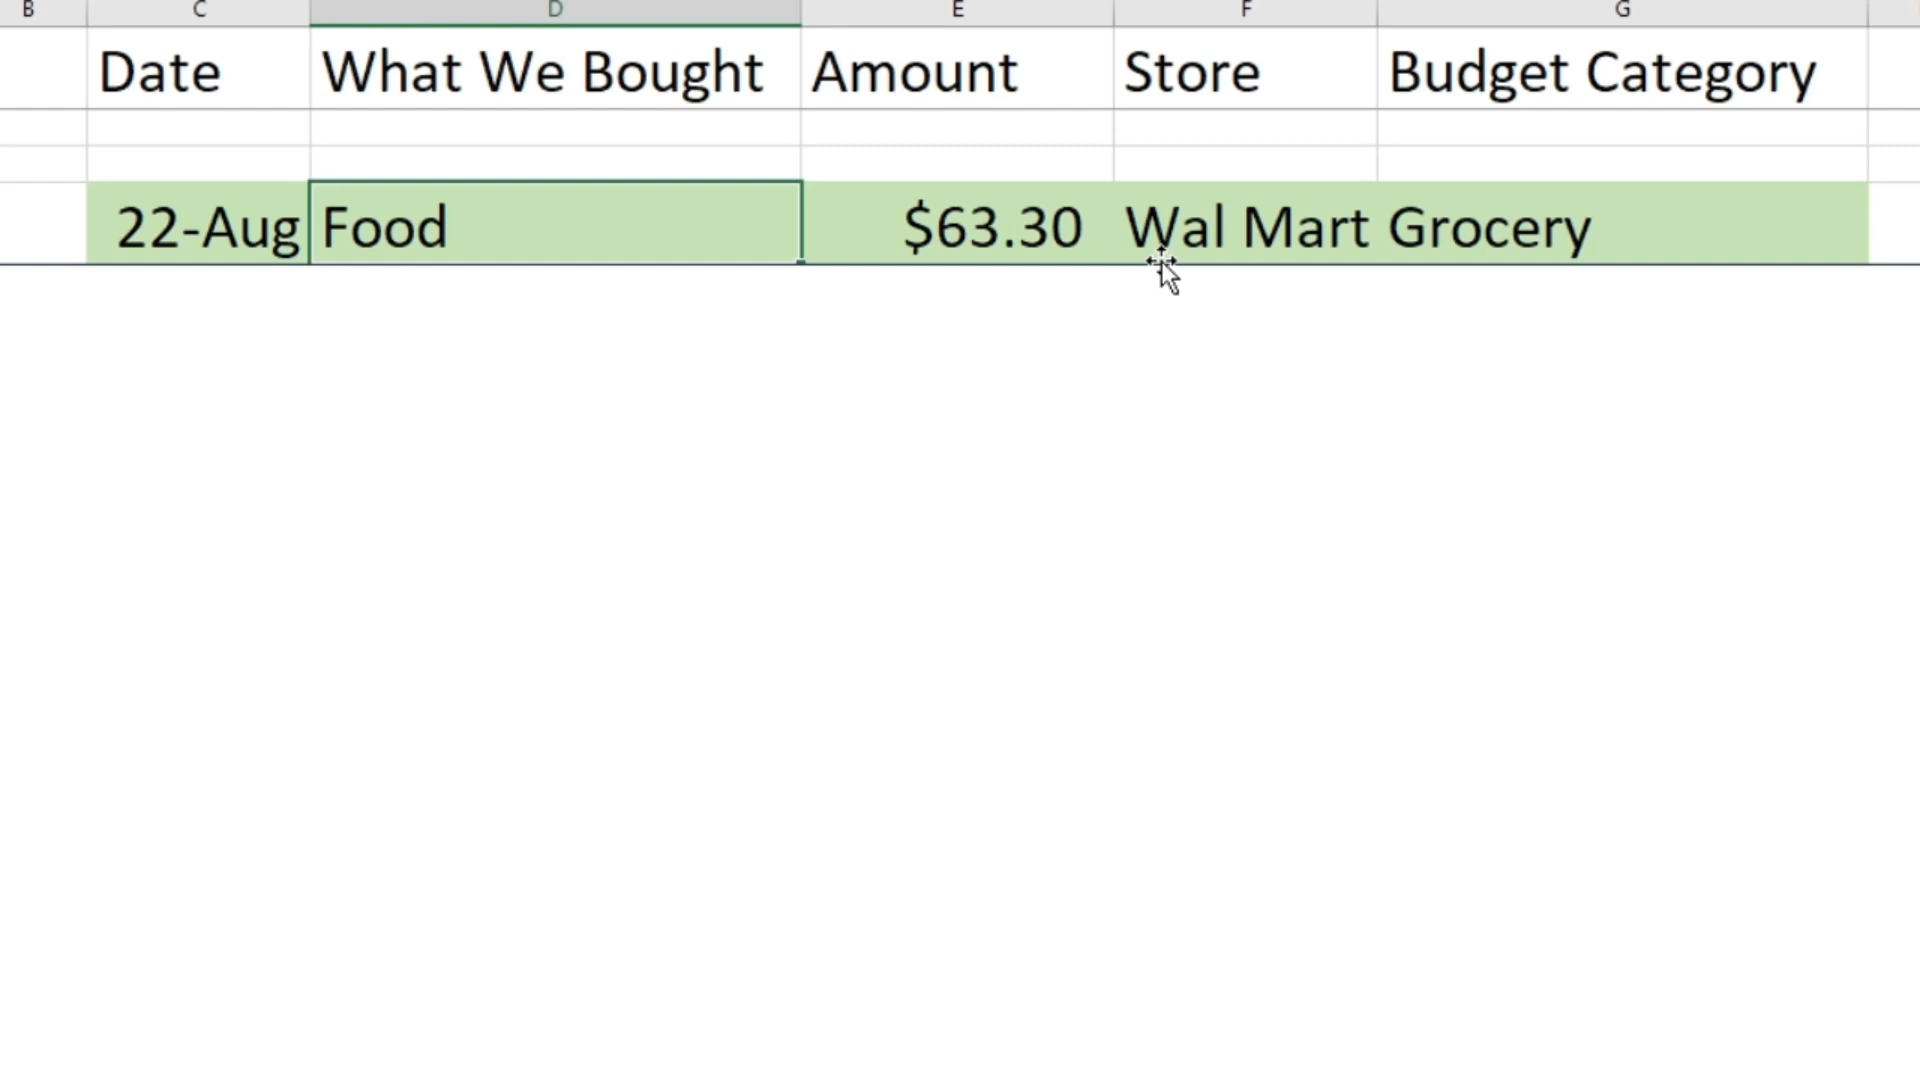 B C D E F G
Date What We Bought Amount Store Budget Category
22-Aug Food $63.30 Wal Mart Grocery